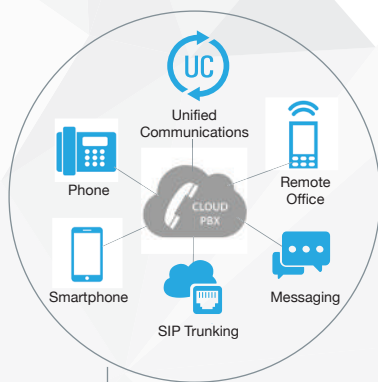 UC
Unified
Communications
Phone
Remote
Office
CLOUD
PBX
Smartphone
Messaging
SIP Trunking